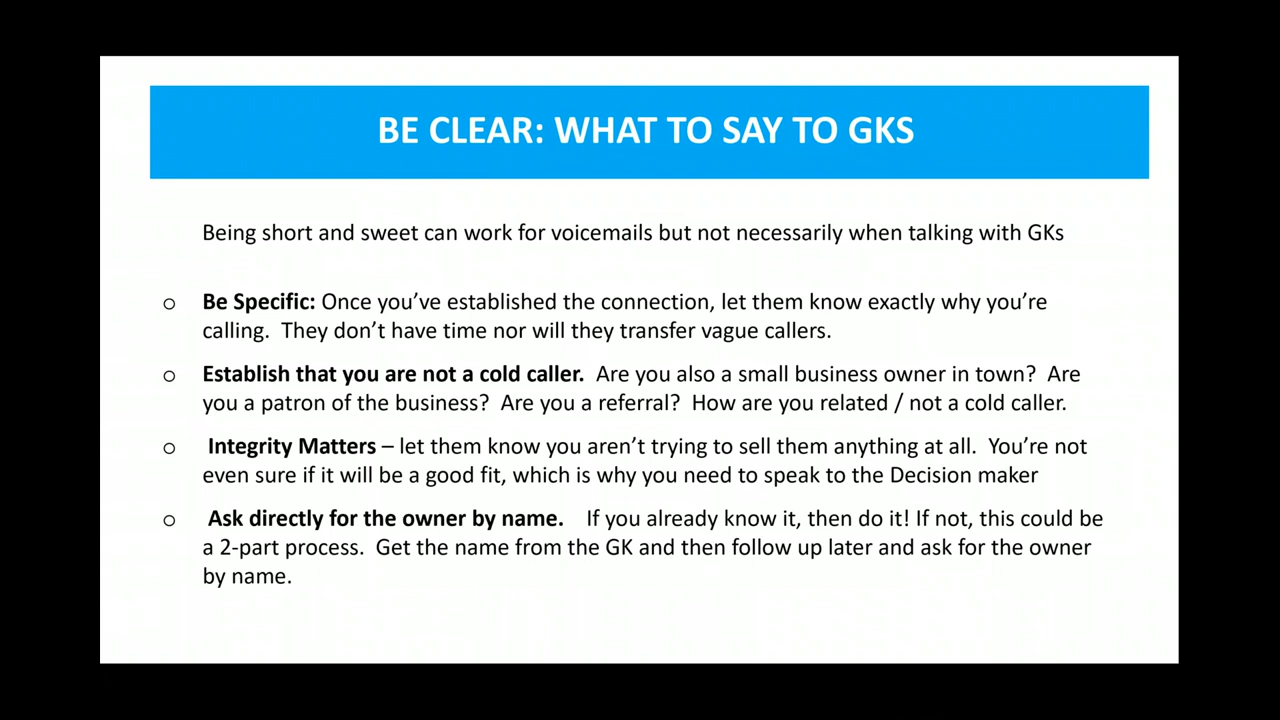 BE CLEAR: WHAT TO SAY TO GKS
Being short and sweet can work for voicemails but not necessarily when talking with GKs
o Be Specific: Once you’ve established the connection, let them know exactly why you’re
calling.  They don’t have time nor will they transfer vague callers.
o Establish that you are not a cold caller.  Are you also a small business owner in town?  Are
you a patron of the business?  Are you a referral?  How are you related / not a cold caller.
o Integrity Matters – let them know you aren’t trying to sell them anything at all.  You’re not
even sure if it will be a good fit, which is why you need to speak to the Decision maker
o Ask directly for the owner by name.    If you already know it, then do it! If not, this could be
a 2-part process.  Get the name from the GK and then follow up later and ask for the owner
by name.